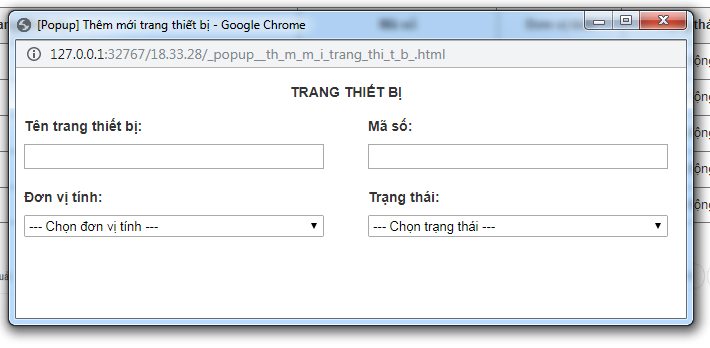 [Popup] Thêm mới trang thiết bị - Google Chrome
127.0.0.1:32767/18.33.28/_popup__th_m_m_i_trang_thi_t_b_.html
TRANG THIẾT BỊ
Tên trang thiết bị: Mã số:
Đơn vị tính: Trạng thái:
--- Chọn đơn vị tính --- --- Chọn trạng thái ---